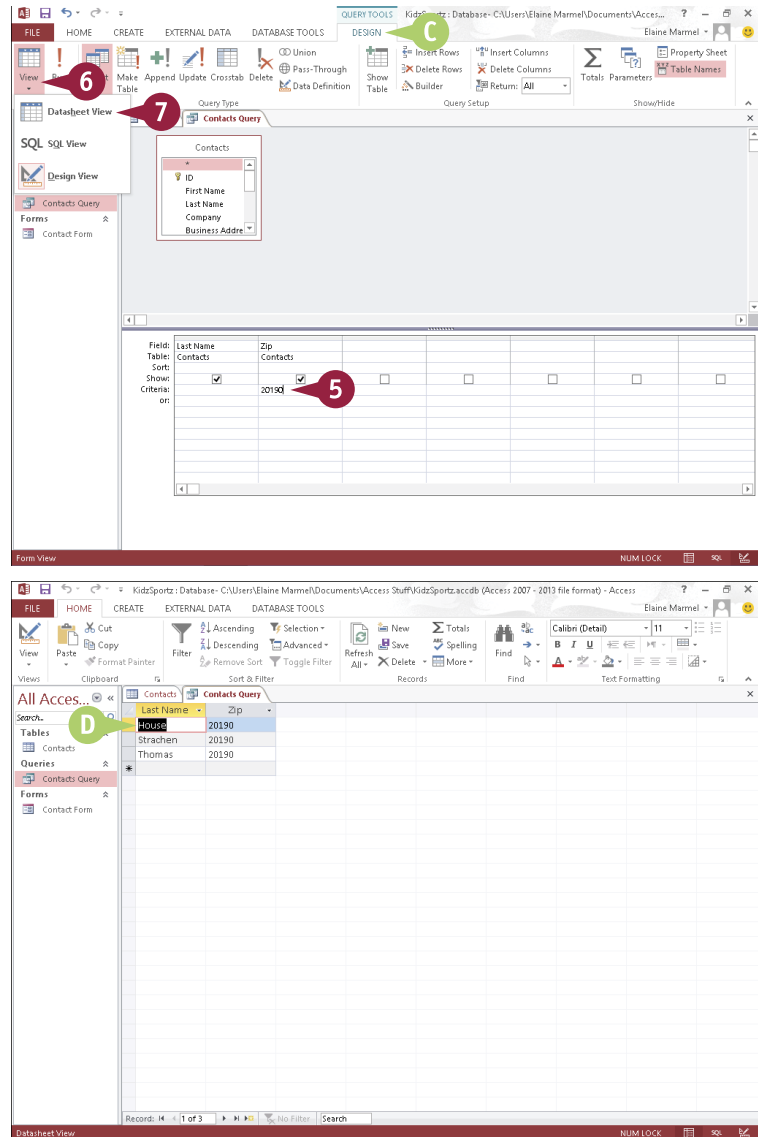 QUERY TOOLS KidzSportz : Database- C:\Users\Elaine Marmel\Documents\Acces... ? – X
FILE HOME CREATE EXTERNAL DATA DATABASE TOOLS DESIGN C Elaine Marmel
View 6 Make Table Append Update Crosstab Delete Union Pass-Through Data Definition Show Table Insert Rows Delete Rows Builder Insert Columns Delete Columns Return: All Totals Parameters Property Sheet Table Names
Query Type Query Setup Show/Hide
Datasheet View 7 Contacts Query
SQL SQL View
Design View
Contacts Query
Forms
Contact Form
Contacts
*
ID
First Name
Last Name
Company
Business Addre
Field: Last Name Zip
Table: Contacts Contacts
Sort:
Show:
Criteria: 20190 5
or:
Form View NUM LOCK SQL
KidzSportz : Database- C:\Users\Elaine Marmel\Documents\Access Stuff\KidzSportz.accdb (Access 2007 - 2013 file format) - Access ? – X
FILE HOME CREATE EXTERNAL DATA DATABASE TOOLS Elaine Marmel
View Paste Cut Copy Format Painter Filter Ascending Descending Remove Sort Selection Advanced Toggle Filter Refresh All New Save Delete Totals Spelling More Find Calibri (Detail) 11
B I U
A
Views Clipboard Sort & Filter Records Find Text Formatting
All Acces... « Contacts Contacts Query
Search.. D Last Name Zip
House 20190
Strachen 20190
Thomas 20190
Tables
Contacts
Queries
Contacts Query
Forms
Contact Form
Record: 1 of 3 No Filter Search
Datasheet View NUM LOCK SQL